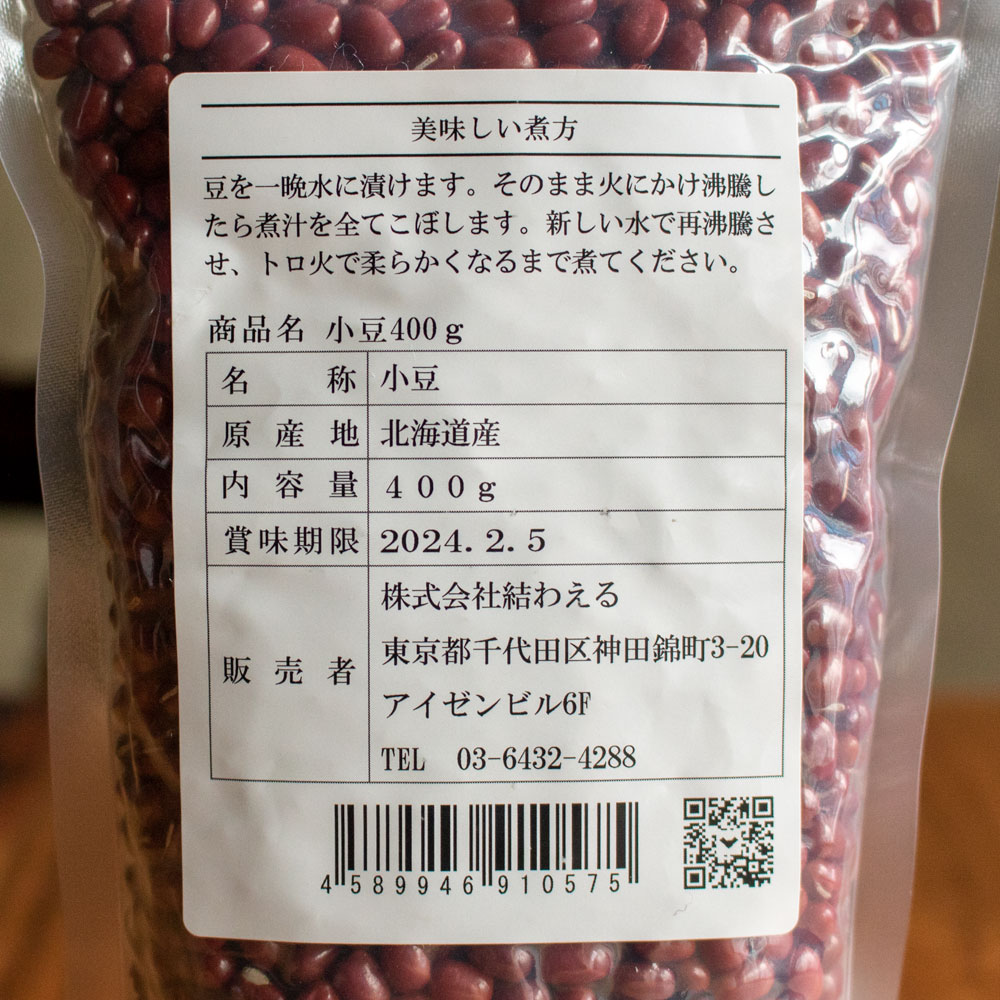 美味しい煮方
豆を一晩水に漬けます。そのまま火にかけ沸騰し
たら煮汁を全てこぼします。新しい水で再沸騰さ
せ、トロ火で柔らかくなるまで煮てください。
商品名 小豆400g
名称 小豆
原産地 北海道産
内容量 400g
賞味期限 2024.2.5
販売者 株式会社結わえる
東京都千代田区神田錦町3-20
アイゼンビル6F
TEL 03-6432-4288
4589946910575